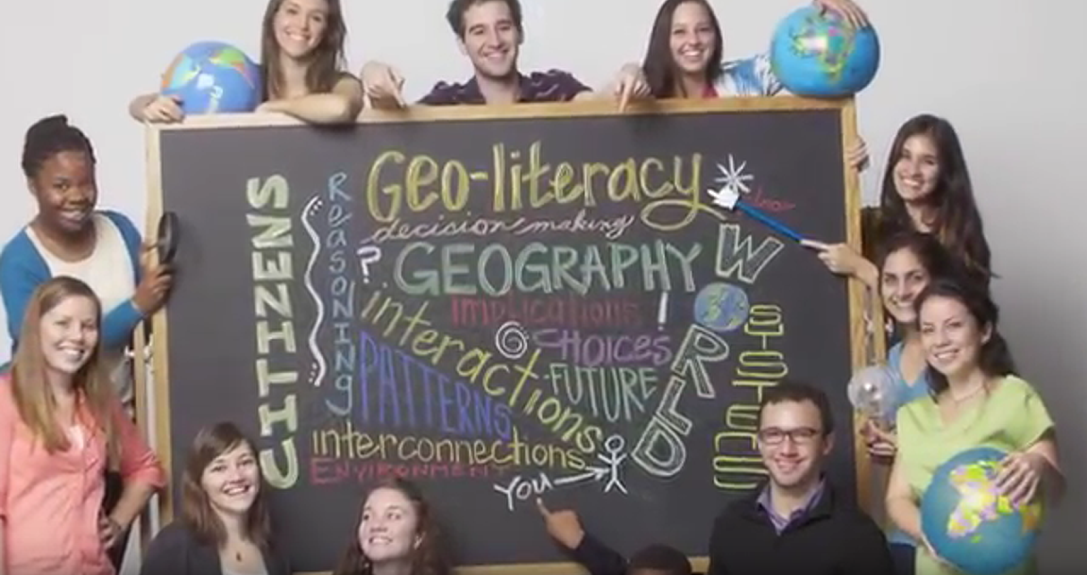 CITIZENS
Reasoning
Geo-literacy
decision-making
?
GEOGRAPHY
Implications
!
interactions
CHOICES
PATTERNS
FUTURE
interconnections
ENVIRONMENT
You
WORLD
SYSTEMS